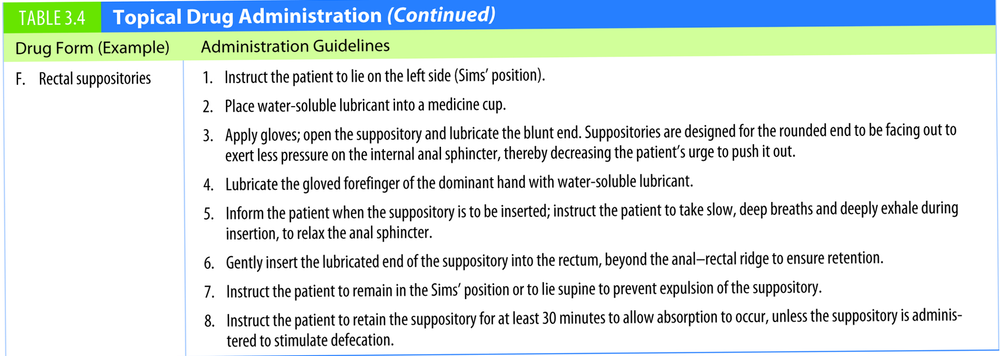 TABLE 3.4 Topical Drug Administration (Continued)
Drug Form (Example) Administration Guidelines
F. Rectal suppositories 1. Instruct the patient to lie on the left side (Sims’ position).
2. Place water-soluble lubricant into a medicine cup.
3. Apply gloves; open the suppository and lubricate the blunt end. Suppositories are designed for the rounded end to be facing out to
exert less pressure on the internal anal sphincter, thereby decreasing the patient’s urge to push it out.
4. Lubricate the gloved forefinger of the dominant hand with water-soluble lubricant.
5. Inform the patient when the suppository is to be inserted; instruct the patient to take slow, deep breaths and deeply exhale during
insertion, to relax the anal sphincter.
6. Gently insert the lubricated end of the suppository into the rectum, beyond the anal–rectal ridge to ensure retention.
7. Instruct the patient to remain in the Sims’ position or to lie supine to prevent expulsion of the suppository.
8. Instruct the patient to retain the suppository for at least 30 minutes to allow absorption to occur, unless the suppository is adminis-
tered to stimulate defecation.